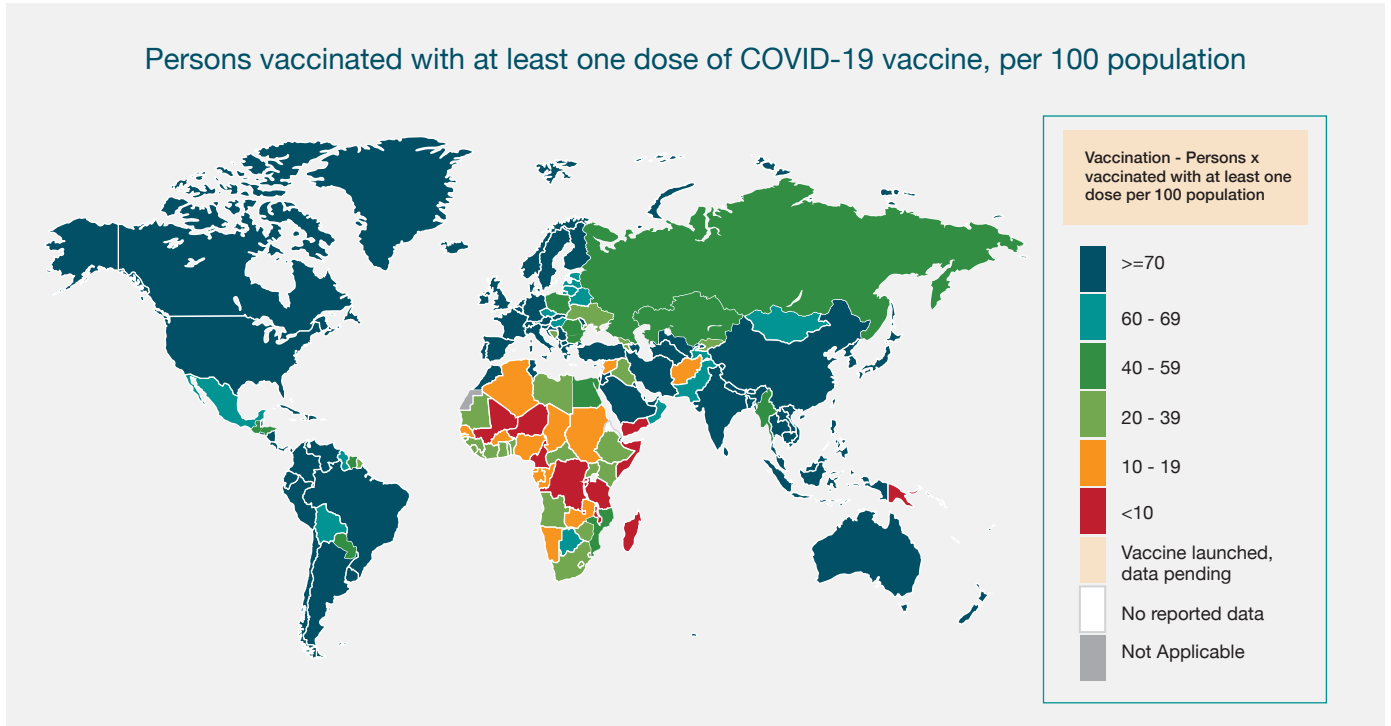 Persons vaccinated with at least one dose of COVID-19 vaccine, per 100 population
Vaccination - Persons x
vaccinated with at least one
dose per 100 population
>=70
60 - 69
40 - 59
20 - 39
10 - 19
<10
Vaccine launched,
data pending
No reported data
Not Applicable